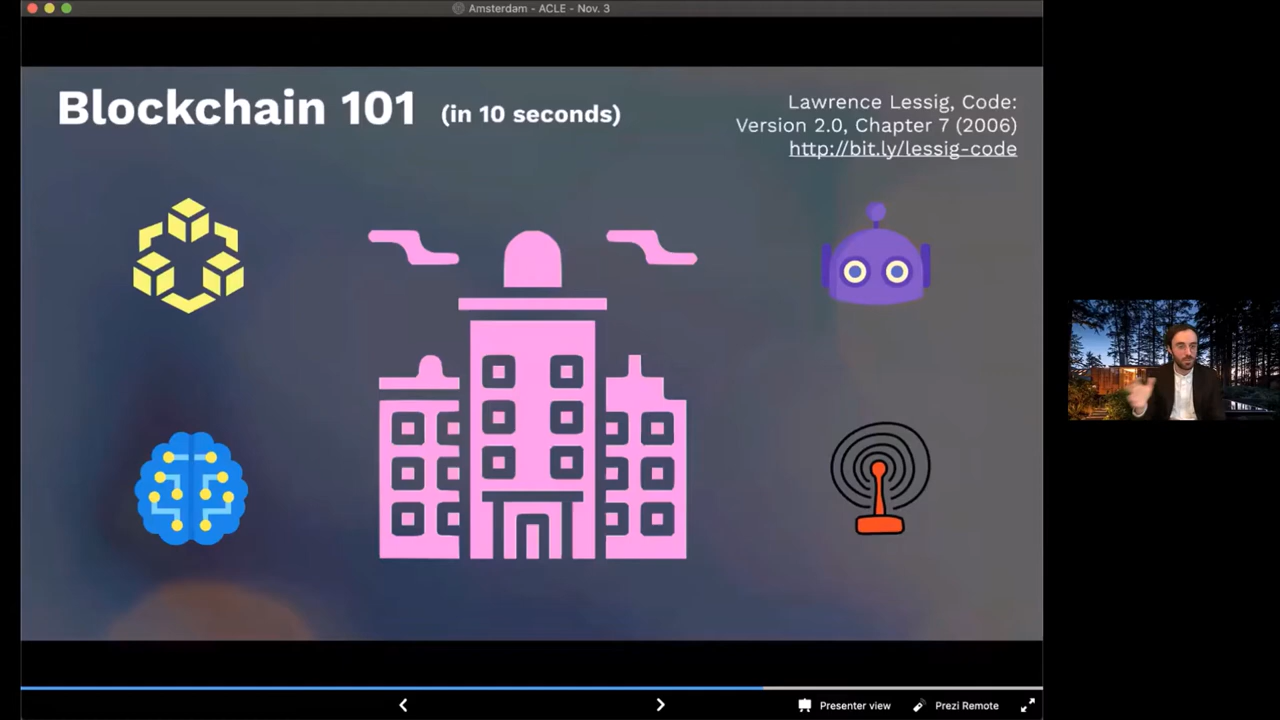 Amsterdam - ACLE - Nov. 3
Blockchain 101 (in 10 seconds)
Lawrence Lessig, Code:
Version 2.0, Chapter 7 (2006)
http://bit.ly/lessig-code
Presenter view
Prezi Remote